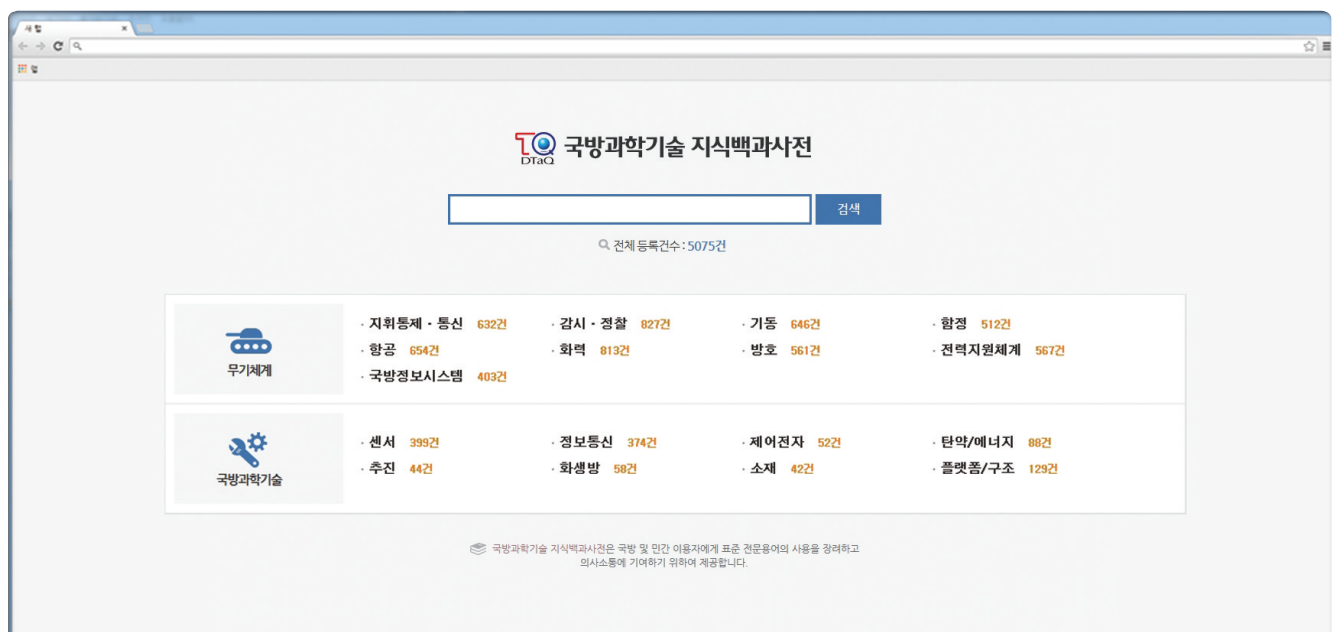 새 탭
앱
DTaQ 국방과학기술 지식백과사전
검색
전체 등록건수 : 5075건
무기체계
· 지휘통제 · 통신 632건 · 감시 · 정찰 827건 · 기동 646건 · 함정 512건
· 항공 654건 · 화력 813건 · 방호 561건 · 전력지원체계 567건
· 국방정보시스템 403건
국방과학기술
· 센서 399건 · 정보통신 374건 · 제어전자 52건 · 탄약/에너지 88건
· 추진 44건 · 화생방 58건 · 소재 42건 · 플랫폼/구조 129건
국방과학기술 지식백과사전은 국방 및 민간 이용자에게 표준 전문용어의 사용을 장려하고
의사소통에 기여하기 위하여 제공합니다.